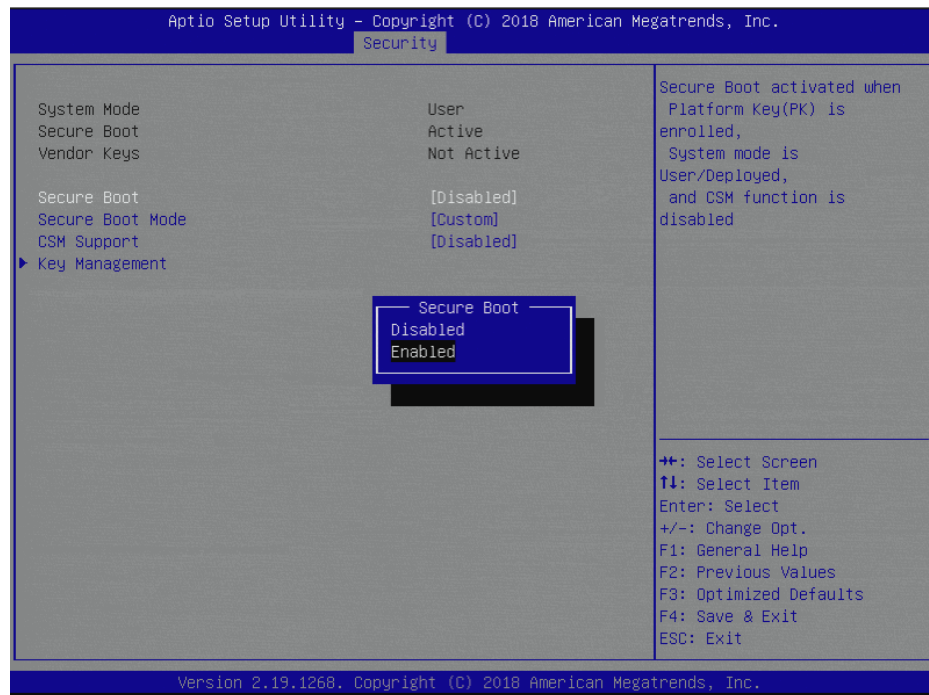 Aptio Setup Utility – Copyright (C) 2018 American Megatrends, Inc.
Security
System Mode User
Secure Boot Active
Vendor Keys Not Active
Secure Boot [Disabled]
Secure Boot Mode [Custom]
CSM Support [Disabled]
Key Management
Secure Boot
Disabled
Enabled
Secure Boot activated when
Platform Key(PK) is
enrolled,
System mode is
User/Deployed,
and CSM function is
disabled
→←: Select Screen
↑↓: Select Item
Enter: Select
+/-: Change Opt.
F1: General Help
F2: Previous Values
F3: Optimized Defaults
F4: Save & Exit
ESC: Exit
Version 2.19.1268. Copyright (C) 2018 American Megatrends, Inc.